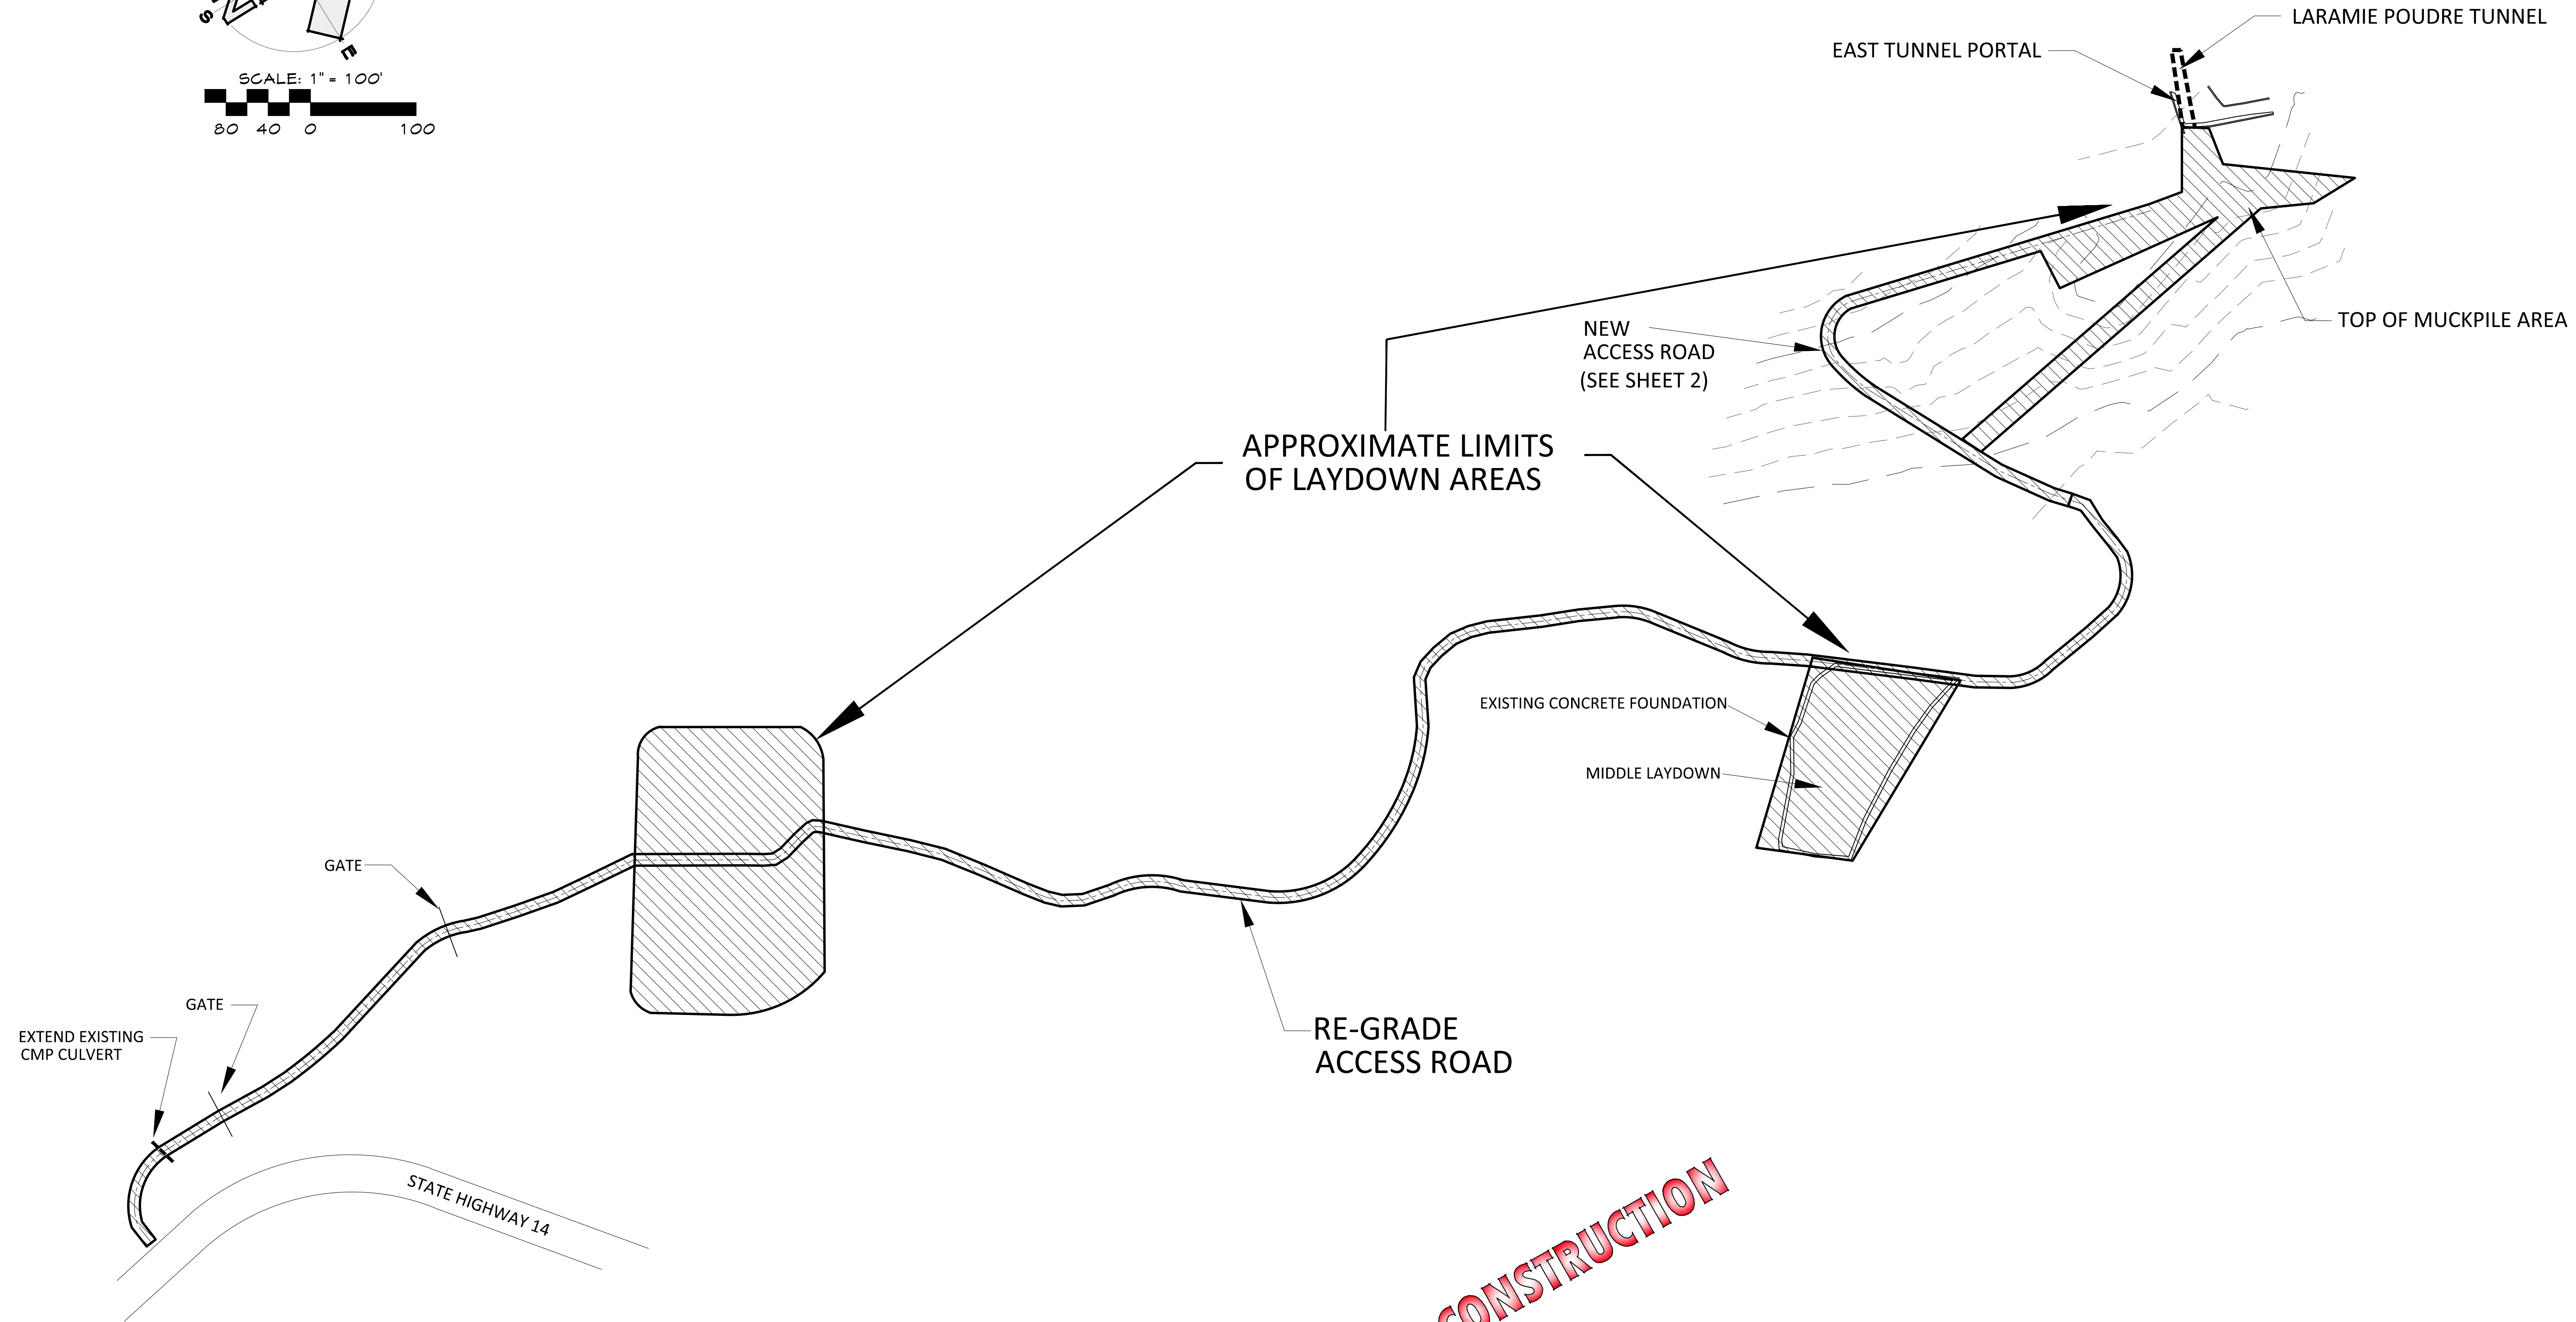 LARAMIE POUDRE TUNNEL
EAST TUNNEL PORTAL
S
E
SCALE: 1" = 100'
80 40 0 100
NEW
ACCESS ROAD
(SEE SHEET 2)
TOP OF MUCKPILE AREA
APPROXIMATE LIMITS
OF LAYDOWN AREAS
EXISTING CONCRETE FOUNDATION
MIDDLE LAYDOWN
GATE
GATE
EXTEND EXISTING
CMP CULVERT
RE-GRADE
ACCESS ROAD
STATE HIGHWAY 14
CONSTRUCTION